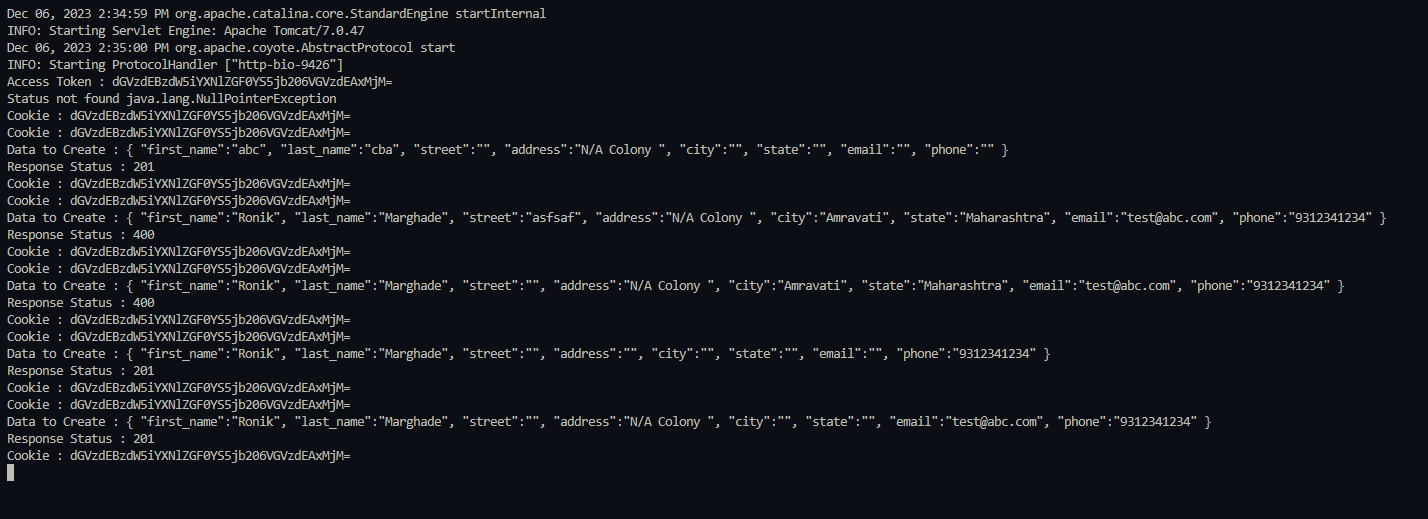 Dec 06, 2023 2:34:59 PM org.apache.catalina.core.StandardEngine startInternal
INFO: Starting Servlet Engine: Apache Tomcat/7.0.47
Dec 06, 2023 2:35:00 PM org.apache.coyote.AbstractProtocol start
INFO: Starting ProtocolHandler ["http-bio-9426"]
Access Token : dGVzdEBzdW5iYXNlZGF0YS5jb206VGVzdEAxMjM=
Status not found java.lang.NullPointerException
Cookie : dGVzdEBzdW5iYXNlZGF0YS5jb206VGVzdEAxMjM=
Cookie : dGVzdEBzdW5iYXNlZGF0YS5jb206VGVzdEAxMjM=
Data to Create : { "first_name":"abc", "last_name":"cba", "street":"", "address":"N/A Colony ", "city":"", "state":"", "email":"", "phone":"" }
Response Status : 201
Cookie : dGVzdEBzdW5iYXNlZGF0YS5jb206VGVzdEAxMjM=
Cookie : dGVzdEBzdW5iYXNlZGF0YS5jb206VGVzdEAxMjM=
Data to Create : { "first_name":"Ronik", "last_name":"Marghade", "street":"asfsaf", "address":"N/A Colony ", "city":"Amravati", "state":"Maharashtra", "email":"test@abc.com", "phone":"9312341234" }
Response Status : 400
Cookie : dGVzdEBzdW5iYXNlZGF0YS5jb206VGVzdEAxMjM=
Cookie : dGVzdEBzdW5iYXNlZGF0YS5jb206VGVzdEAxMjM=
Data to Create : { "first_name":"Ronik", "last_name":"Marghade", "street":"", "address":"N/A Colony ", "city":"Amravati", "state":"Maharashtra", "email":"test@abc.com", "phone":"9312341234" }
Response Status : 400
Cookie : dGVzdEBzdW5iYXNlZGF0YS5jb206VGVzdEAxMjM=
Cookie : dGVzdEBzdW5iYXNlZGF0YS5jb206VGVzdEAxMjM=
Data to Create : { "first_name":"Ronik", "last_name":"Marghade", "street":"", "address":"", "city":"", "state":"", "email":"", "phone":"9312341234" }
Response Status : 201
Cookie : dGVzdEBzdW5iYXNlZGF0YS5jb206VGVzdEAxMjM=
Cookie : dGVzdEBzdW5iYXNlZGF0YS5jb206VGVzdEAxMjM=
Data to Create : { "first_name":"Ronik", "last_name":"Marghade", "street":"", "address":"N/A Colony ", "city":"", "state":"", "email":"test@abc.com", "phone":"9312341234" }
Response Status : 201
Cookie : dGVzdEBzdW5iYXNlZGF0YS5jb206VGVzdEAxMjM=